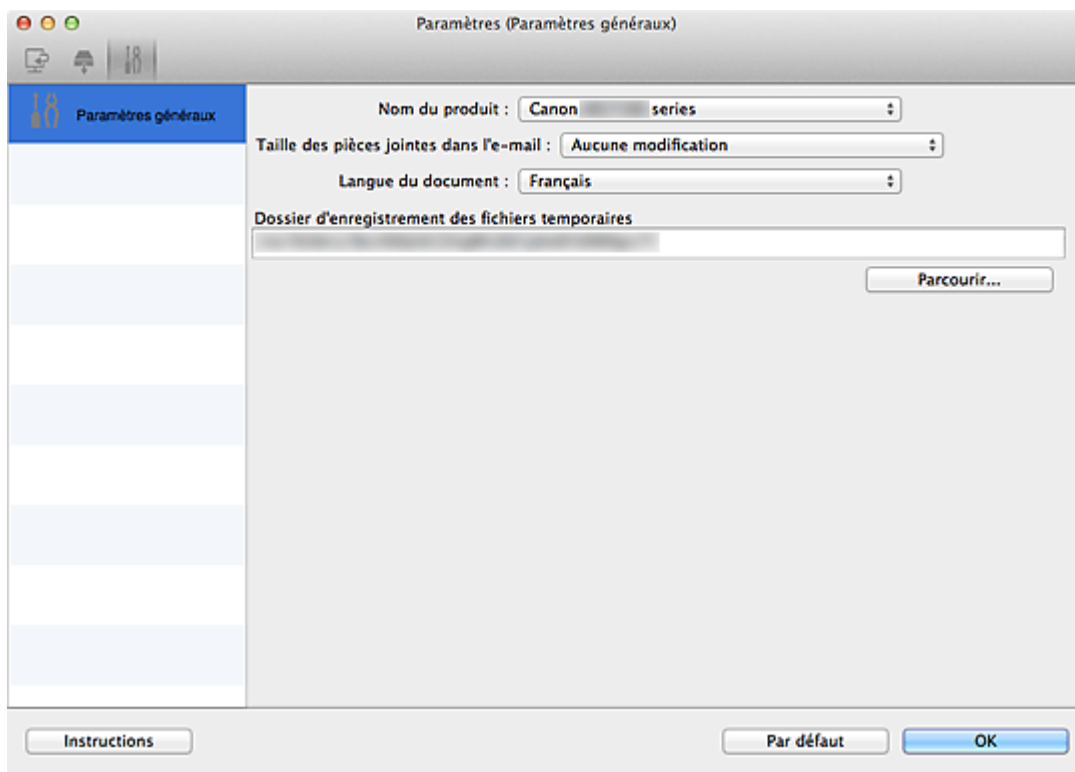 Paramètres (Paramètres généraux)
Paramètres généraux
Nom du produit : Canon series
Taille des pièces jointes dans l'e-mail : Aucune modification
Langue du document : Français
Dossier d'enregistrement des fichiers temporaires
Parcourir...
Instructions
Par défaut
OK